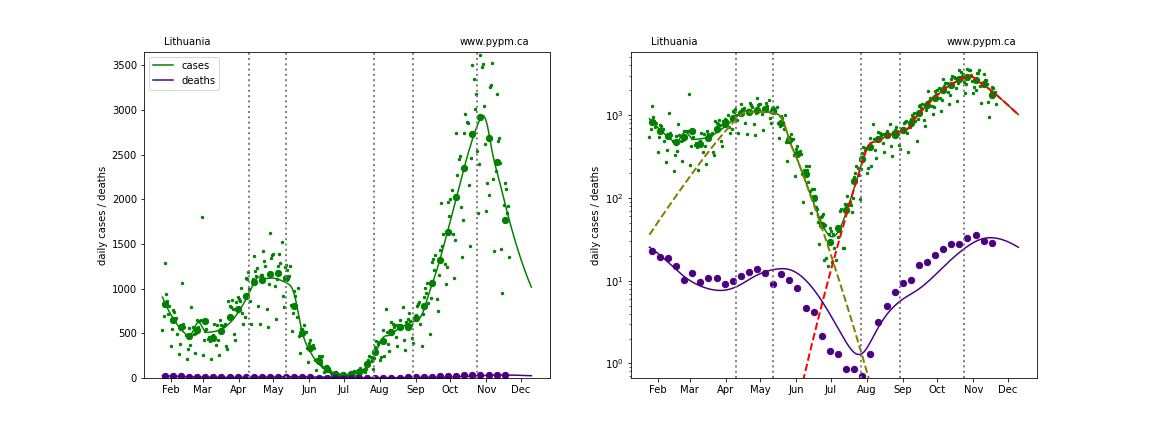 Lithuania www.pypm.ca
cases
deaths
daily cases / deaths
3500
3000
2500
2000
1500
1000
500
0
Feb Mar Apr May Jun Jul Aug Sep Oct Nov Dec
Lithuania www.pypm.ca
daily cases / deaths
10³
10²
10¹
10⁰
Feb Mar Apr May Jun Jul Aug Sep Oct Nov Dec